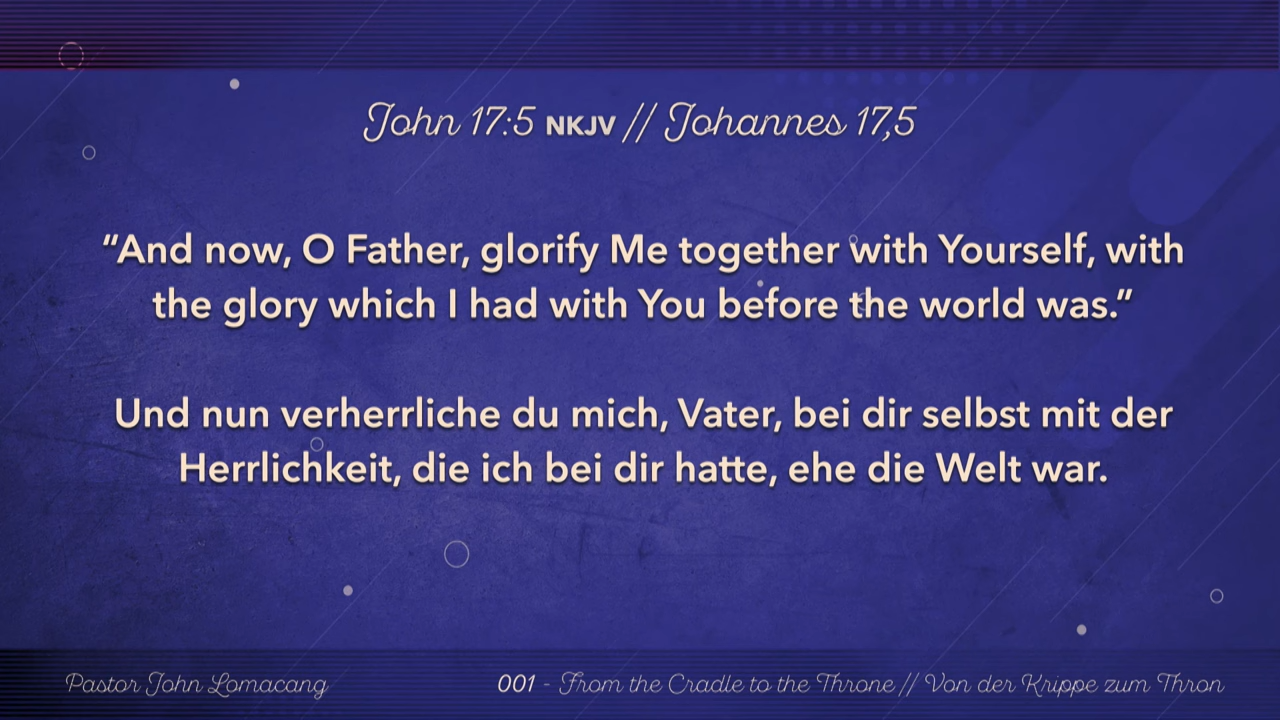 John 17:5 NKJV // Johannes 17,5
“And now, O Father, glorify Me together with Yourself, with
the glory which I had with You before the world was.”
Und nun verherrliche du mich, Vater, bei dir selbst mit der
Herrlichkeit, die ich bei dir hatte, ehe die Welt war.
Pastor John Lomacang
001 - From the Cradle to the Throne // Von der Krippe zum Thron